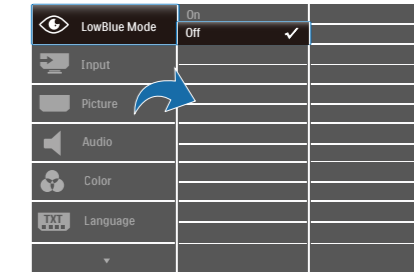 LowBlue Mode
On
Off
Input
Picture
Audio
Color
TXT
Language